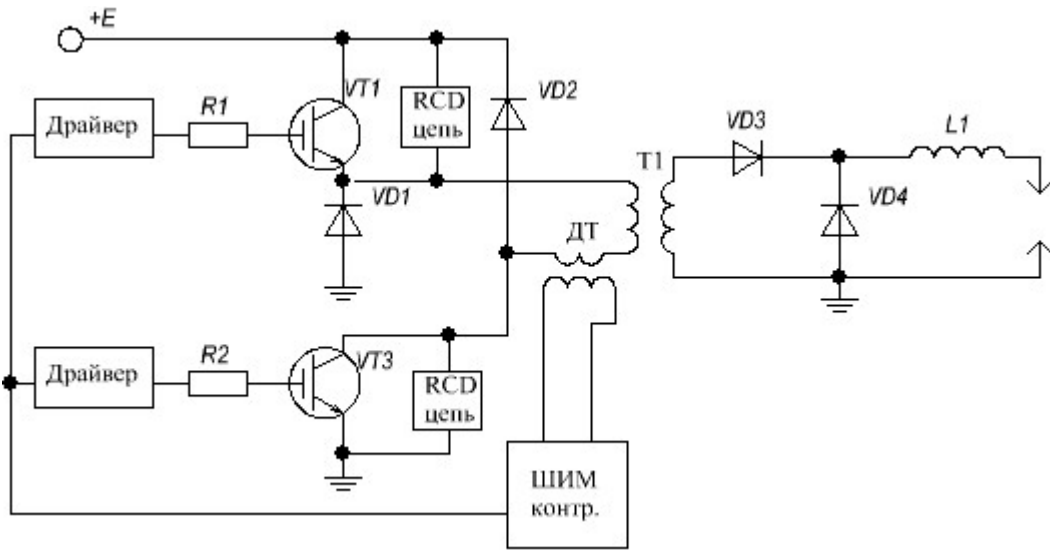 +E
VT1
RCD
цепь
VD2
Драйвер
R1
VD3
L1
T1
VD1
VD4
ДТ
Драйвер
R2
VT3
RCD
цепь
ШИМ
контр.